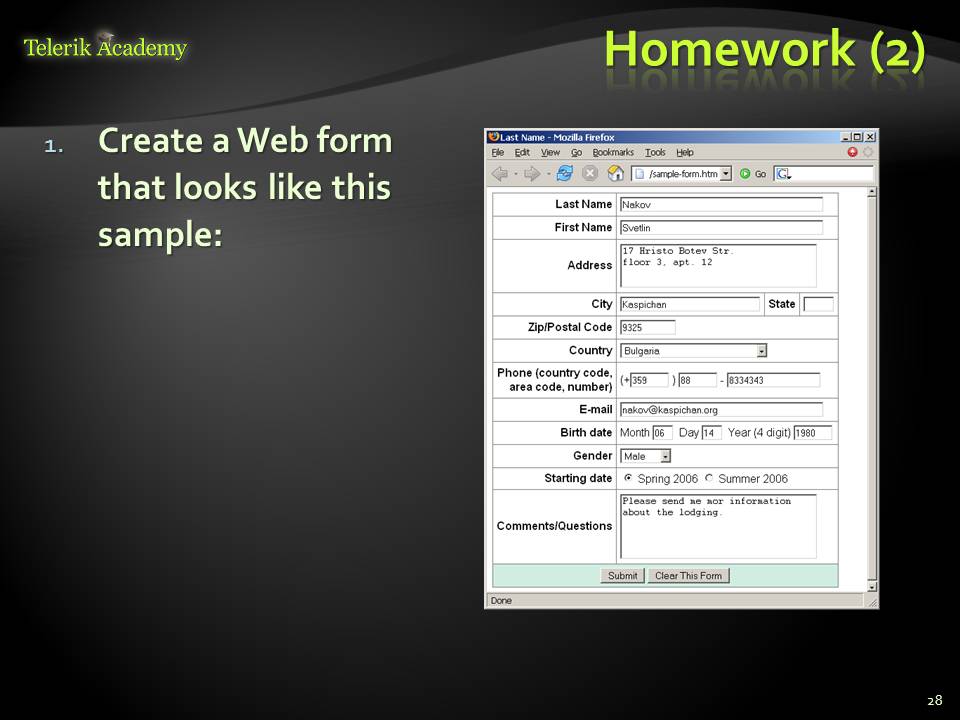 Telerik Academy
Homework (2)
1. Create a Web form
that looks like this
sample:
Last Name - Mozilla Firefox
File Edit View Go Bookmarks Tools Help
/sample-form.htm Go G
Last Name Nakov
First Name Svetlin
Address 17 Hristo Botev Str.
floor 3, apt. 12
City Kaspichan State
Zip/Postal Code 9325
Country Bulgaria
Phone (country code,
area code, number) (+359 ) 88 - 8334343
E-mail nakov@kaspichan.org
Birth date Month 06 Day 14 Year (4 digit) 1980
Gender Male
Starting date Spring 2006 Summer 2006
Comments/Questions Please send me mor information
about the lodging.
Submit Clear This Form
Done
28